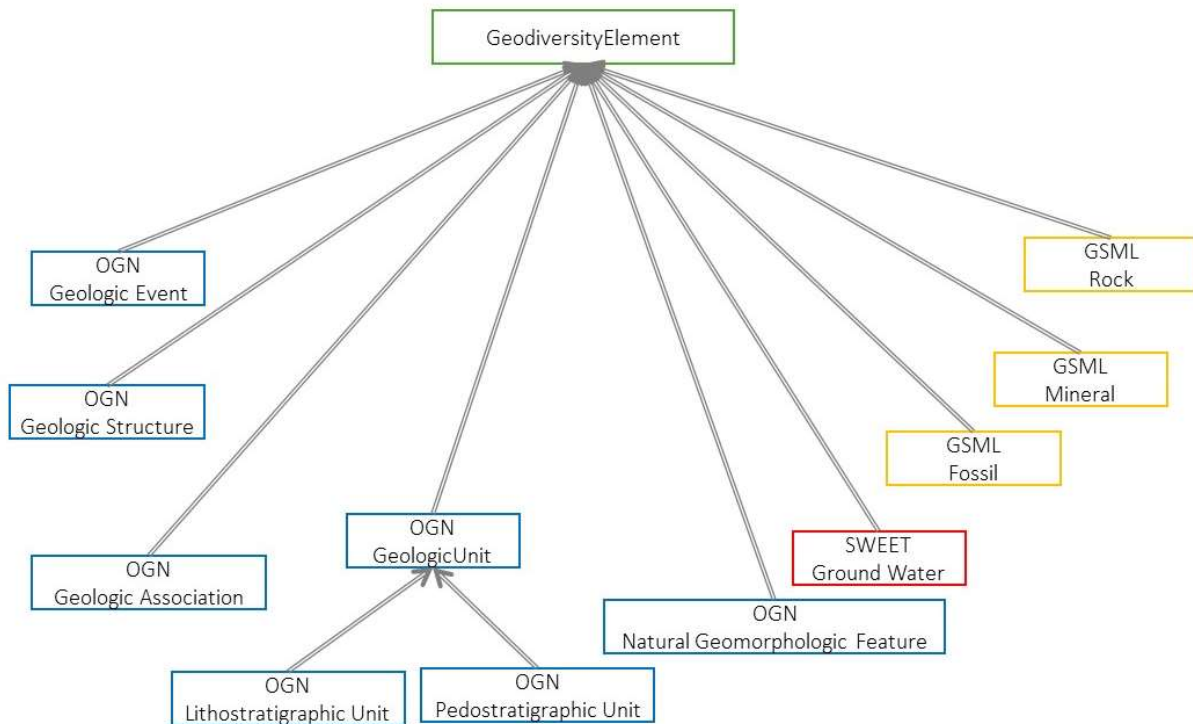 GeodiversityElement
OGN
Geologic Event
GSML
Rock
GSML
Mineral
OGN
Geologic Structure
GSML
Fossil
OGN
GeologicUnit
SWEET
Ground Water
OGN
Geologic Association
OGN
Natural Geomorphologic Feature
OGN
Lithostratigraphic Unit
OGN
Pedostratigraphic Unit